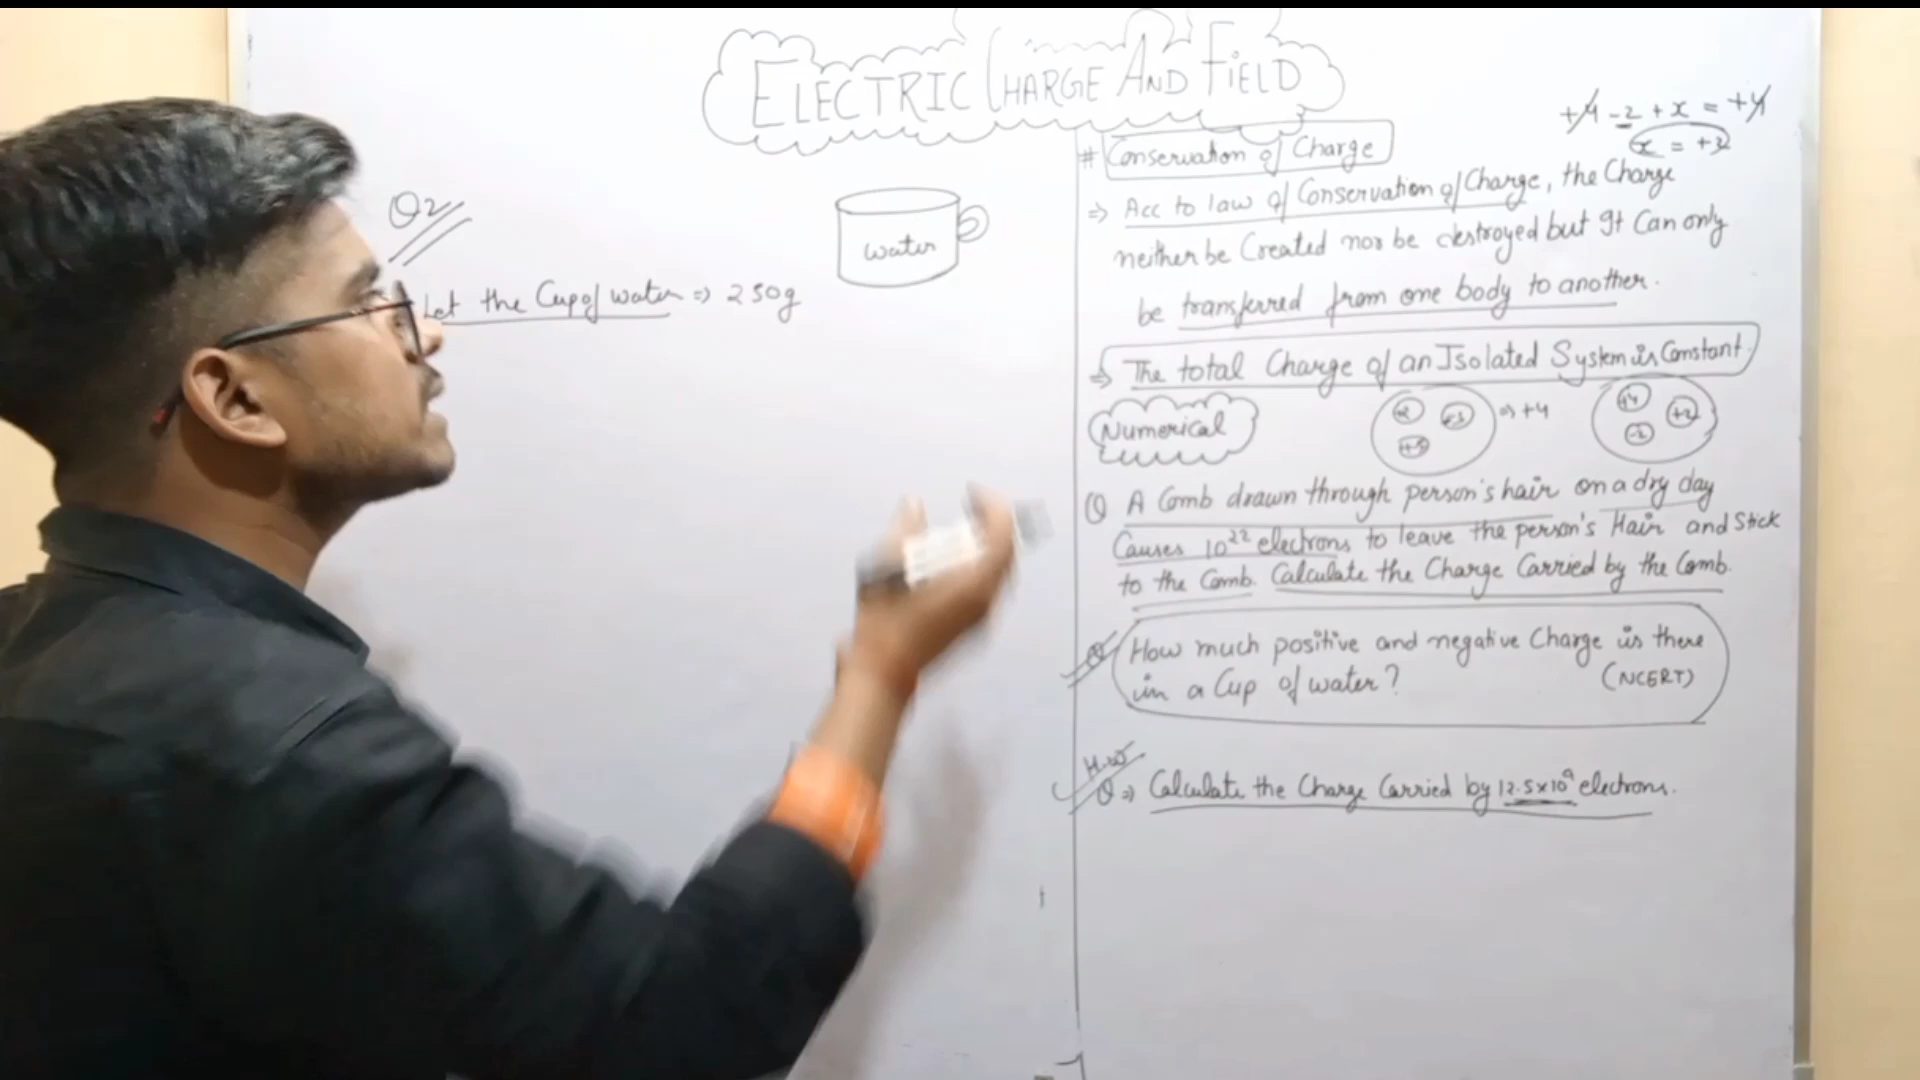 ELECTRIC CHARGE AND FIELD
Q2
Let the Cup of water => 250g
water
+4 -2 + x = +4
x = +2
# Conservation of Charge
=> Acc to law of Conservation of Charge, the Charge
neither be Created nor be destroyed but It Can only
be transferred from one body to another.
=> The total Charge of an Isolated System is Constant.
Numerical
=> +4
+4
+2
-2
Q A Comb drawn through person's hair on a dry day
Causes 10²² electrons to leave the person's Hair and Stick
to the Comb. Calculate the Charge Carried by the Comb.
Q How much positive and negative Charge is there
in a Cup of water? (NCERT)
H.W
Q => Calculate the Charge Carried by 12.5x10⁹ electrons.